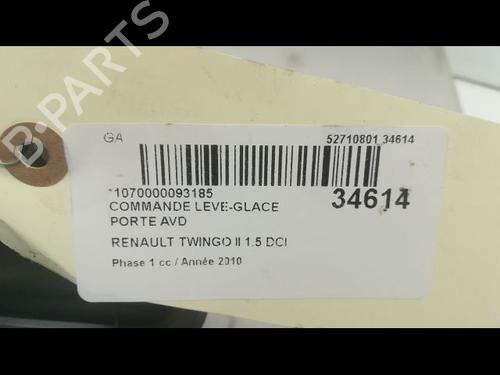 B-PARTS
GA
52710801 34614
*1070000093185
34614
COMMANDE LEVE-GLACE
PORTE AVD
RENAULT TWINGO II 1.5 DCI
Phase 1 cc / Année 2010